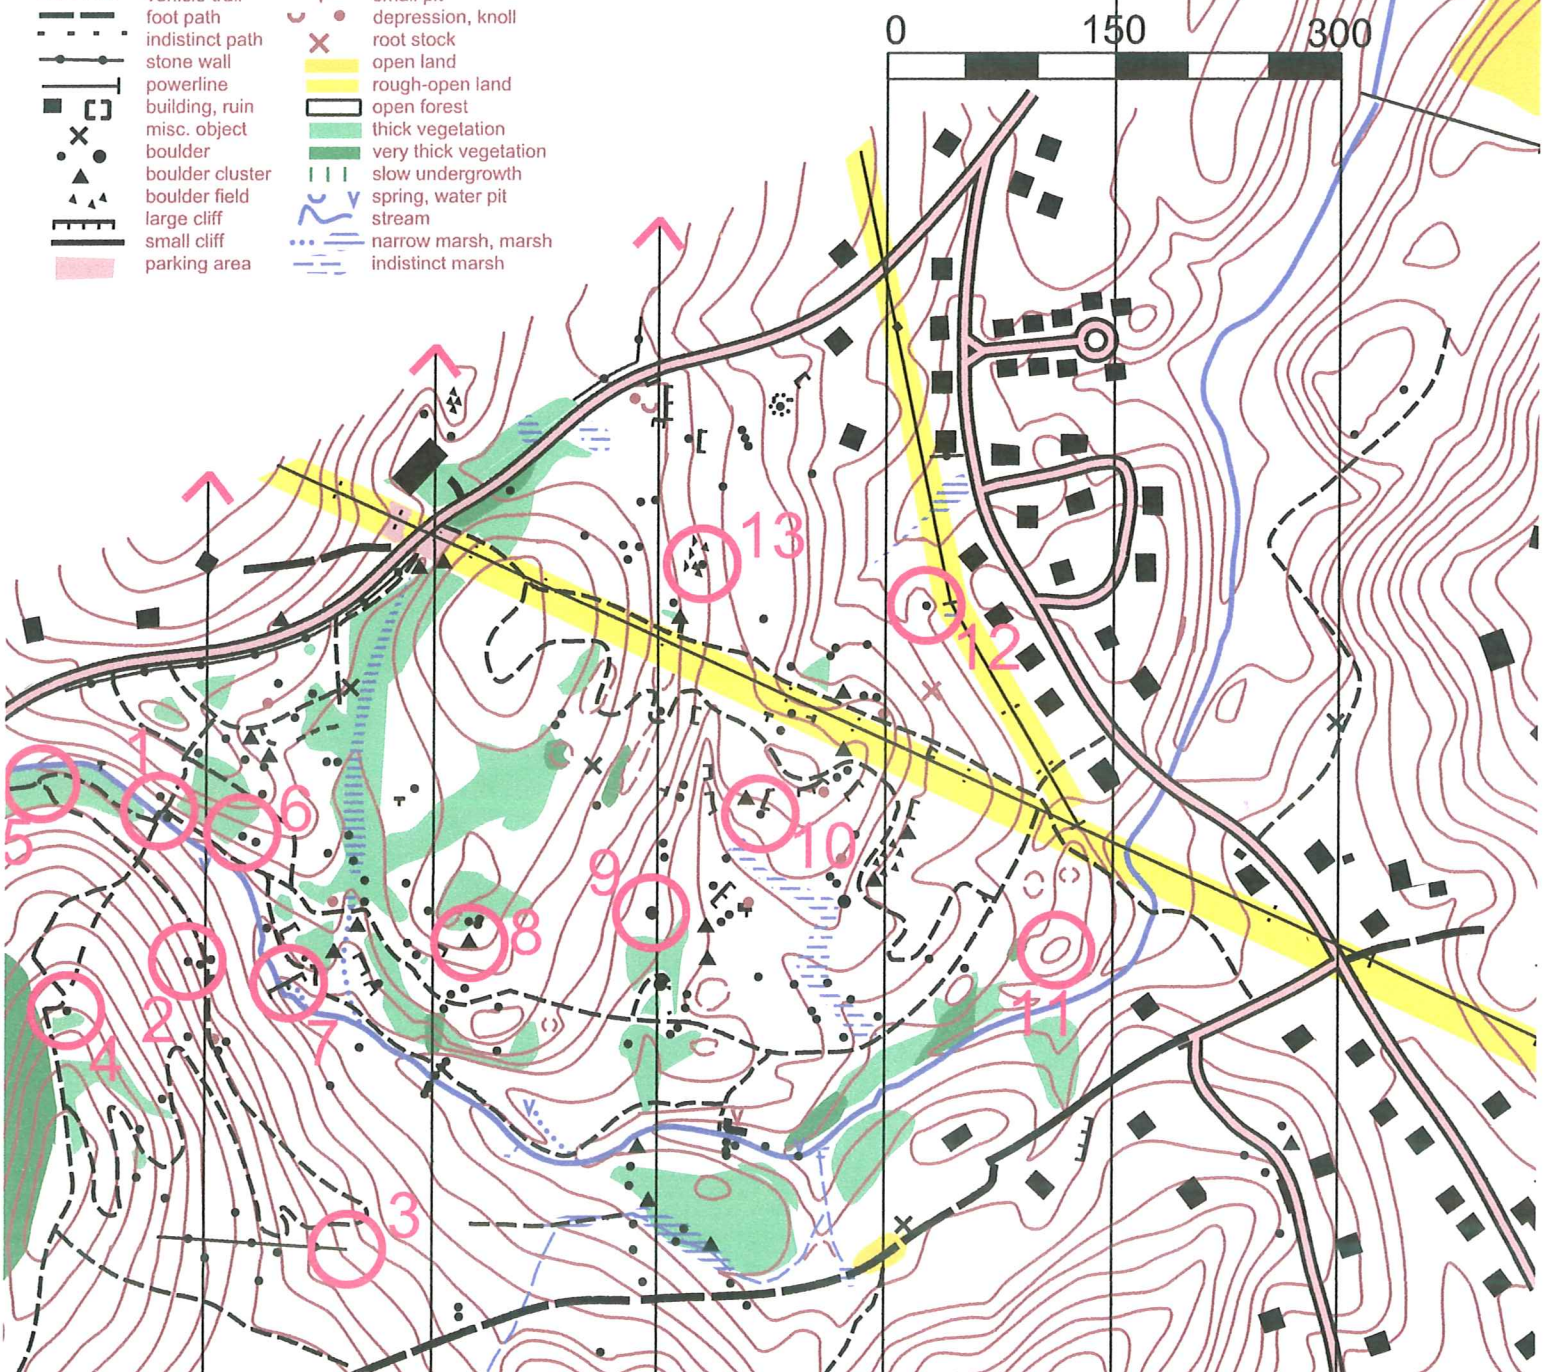 foot path
indistinct path
stone wall
powerline
building, ruin
misc. object
boulder
boulder cluster
boulder field
large cliff
small cliff
parking area
depression, knoll
root stock
open land
rough-open land
open forest
thick vegetation
very thick vegetation
slow undergrowth
spring, water pit
stream
narrow marsh, marsh
indistinct marsh
0 150 300
13
12
1
6
5
10
9
8
11
2
7
4
3